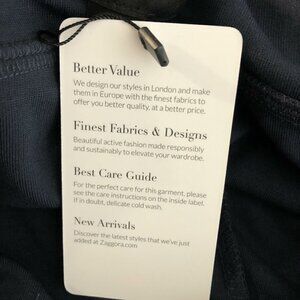 Better Value
We design our styles in London and make
them in Europe with the finest fabrics to
offer you better quality, at a better price.
Finest Fabrics & Designs
Beautiful active fashion made responsibly
and sustainably to elevate your wardrobe.
Best Care Guide
For the perfect care for this garment, please
see the care instructions on the inside label.
If in doubt, delicate cold wash.
New Arrivals
Discover the latest styles that we've just
added at Zaggora.com